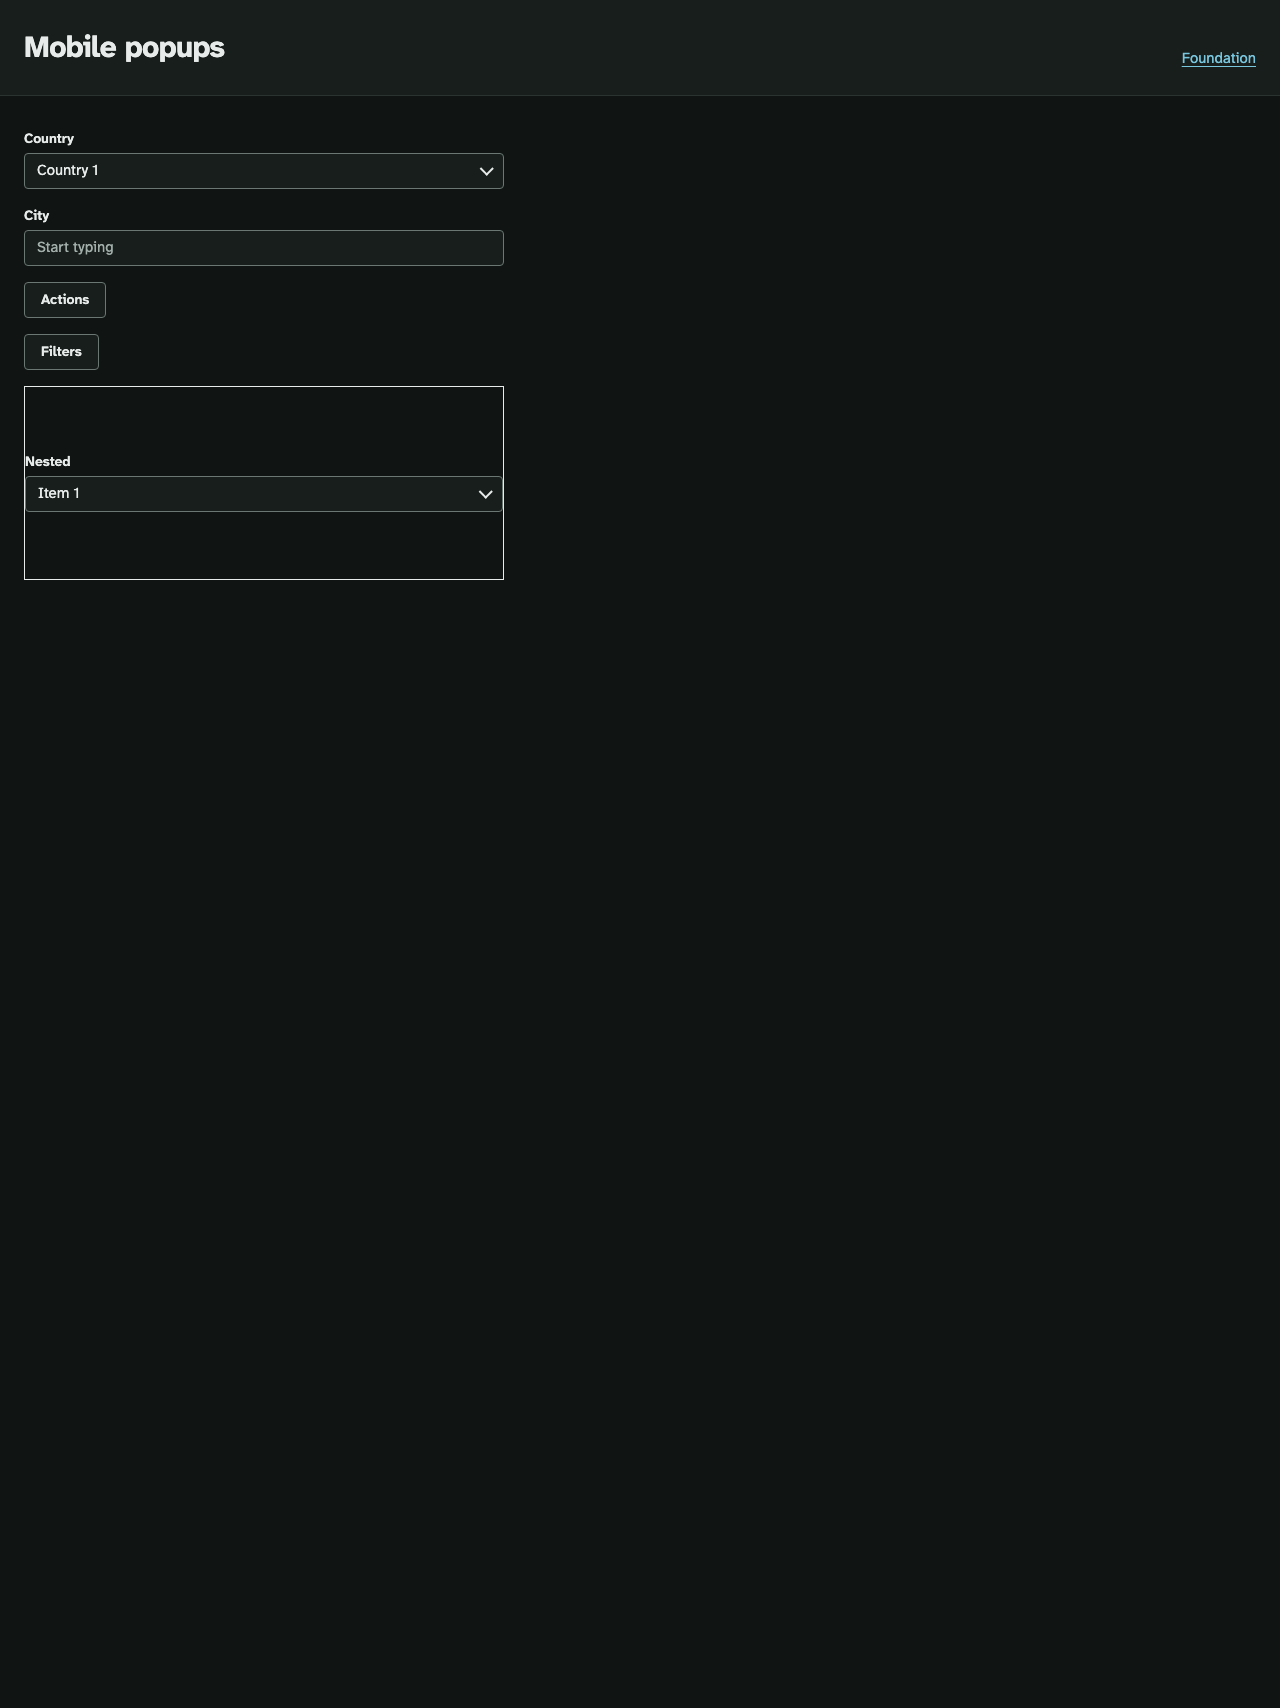 Mobile popups
Foundation
Country
Country 1
City
Start typing
Actions
Filters
Nested
Item 1